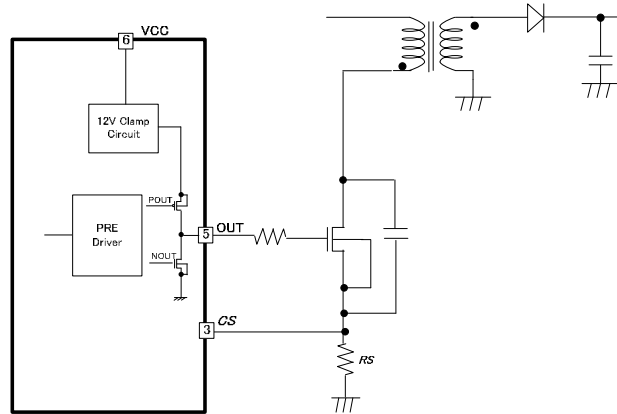 6 VCC
12V Clamp
Circuit
POUT
PRE
Driver
5 OUT
NOUT
3 CS
RS